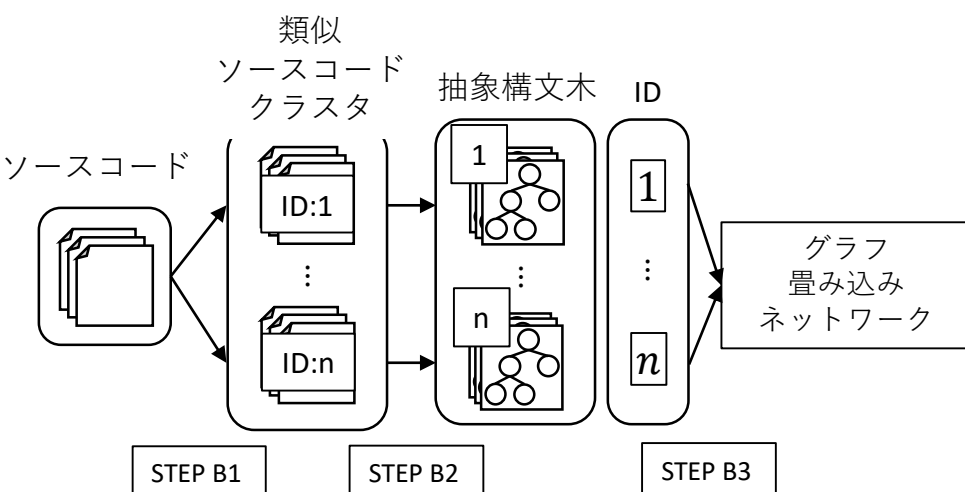 ソースコード
類似
ソースコード
クラスタ
ID:1
⋮
ID:n
抽象構文木
1
⋮
n
ID
1
⋮
n
グラフ
畳み込み
ネットワーク
STEP B1
STEP B2
STEP B3